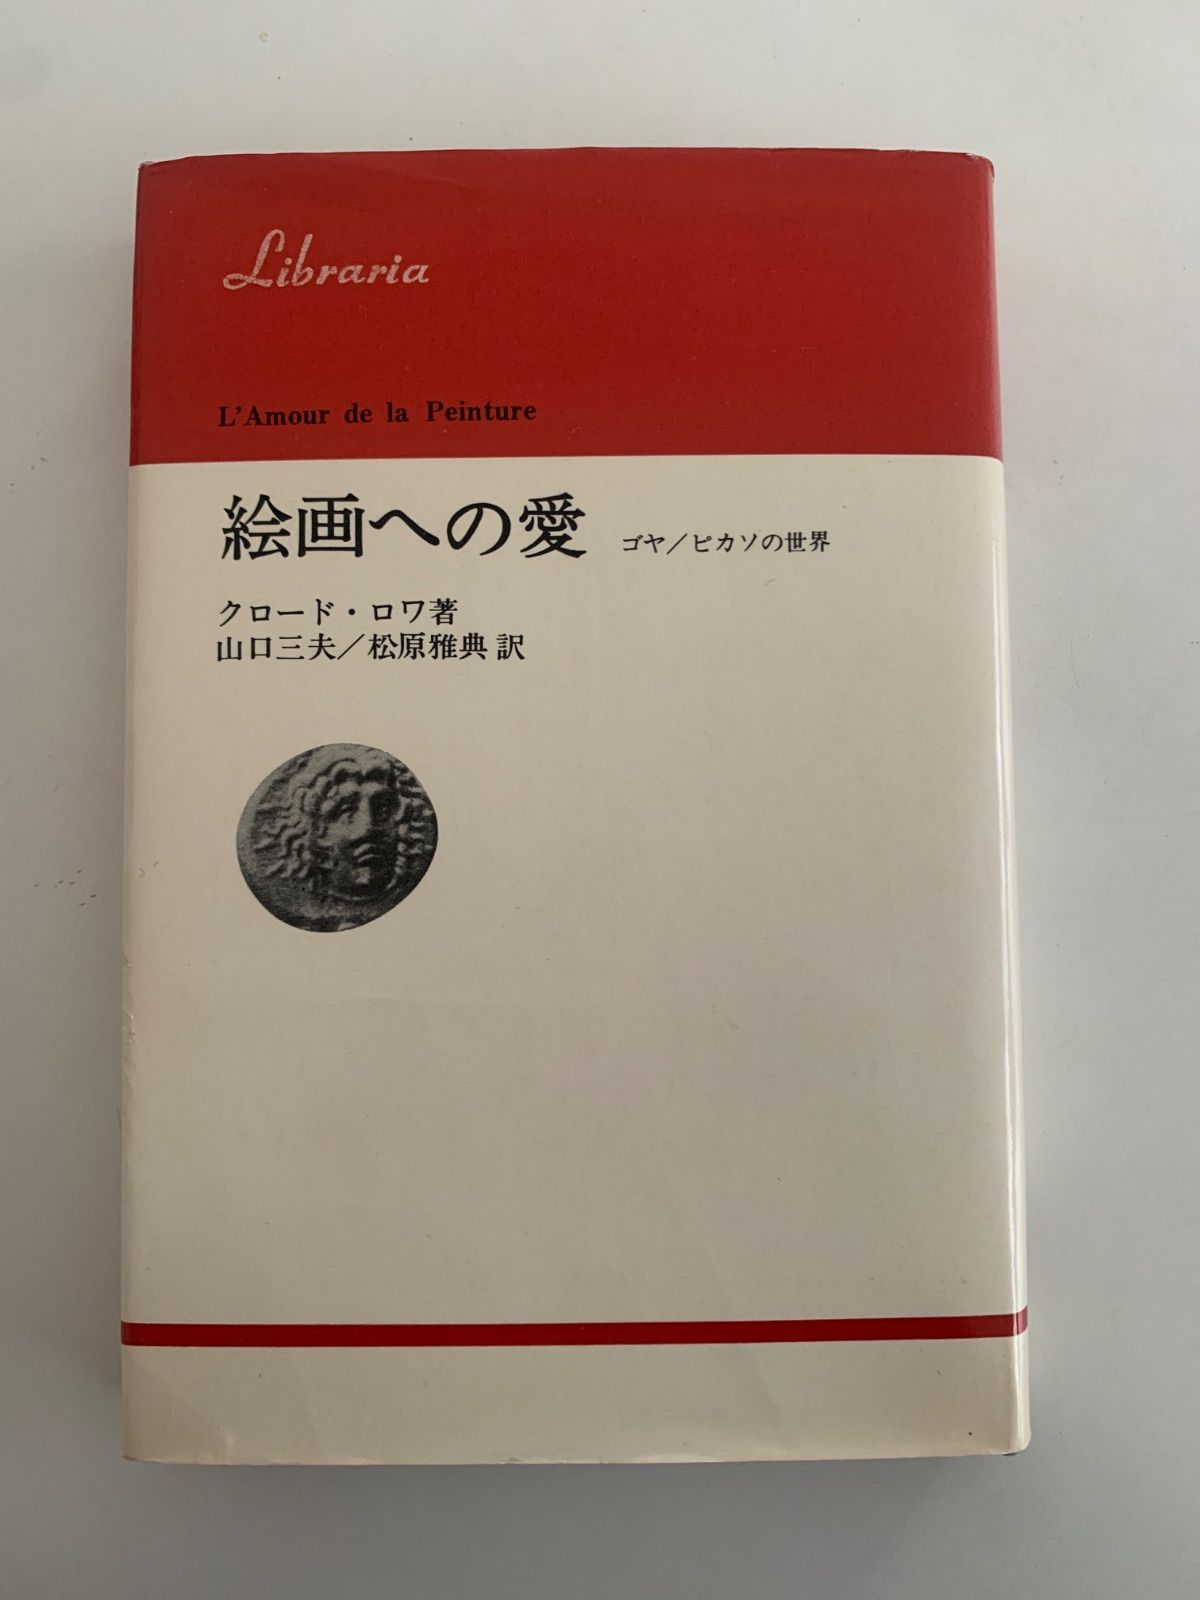 Libraria
L'Amour de la Peinture
絵画への愛 ゴヤ／ピカソの世界
クロード・ロワ著
山口三夫／松原雅典訳